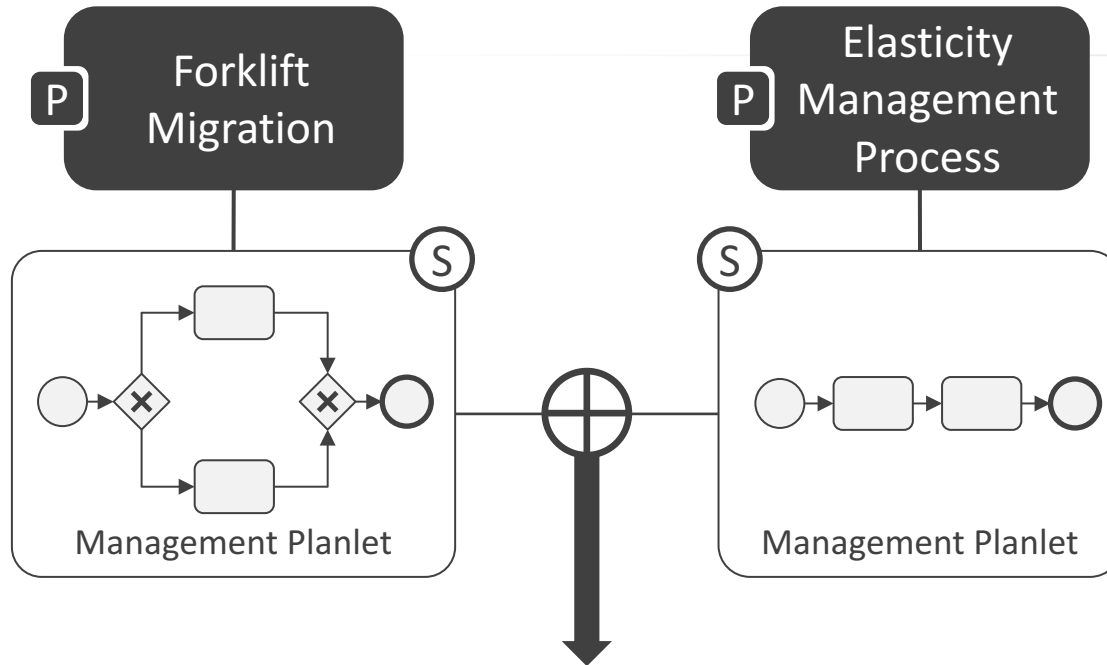 P
Forklift
Migration
P
Elasticity
Management
Process
S
S
Management Planlet
Management Planlet